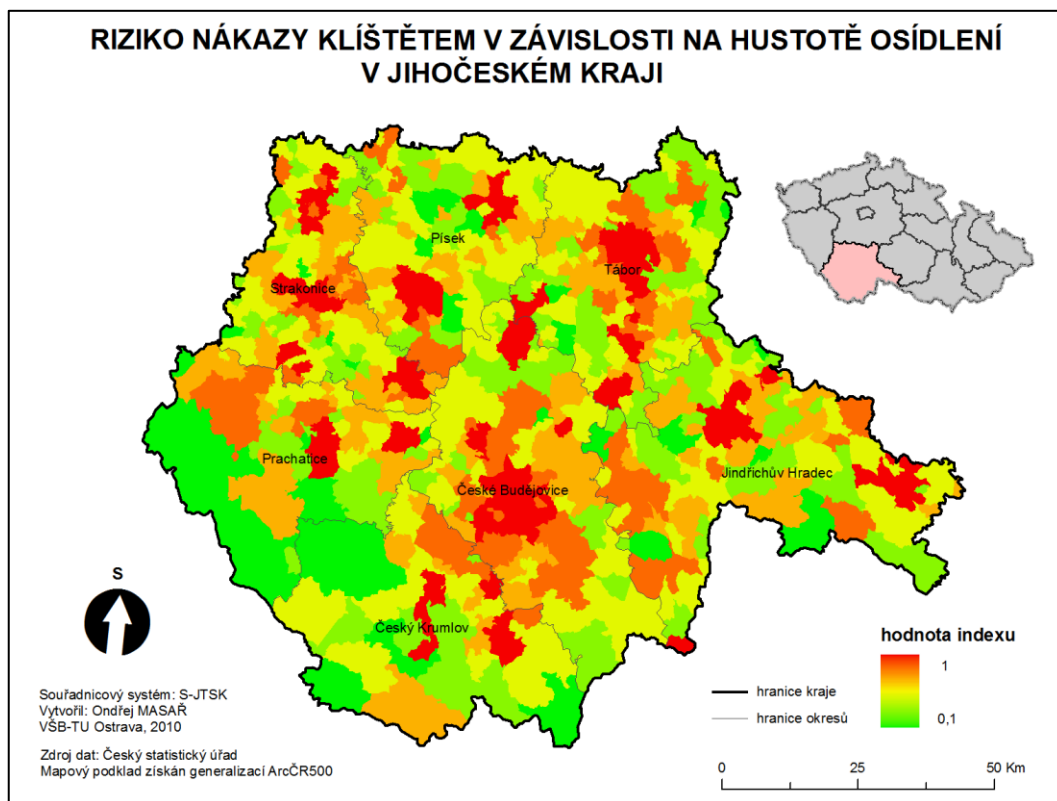 RIZIKO NÁKAZY KLÍŠTĚTEM V ZÁVISLOSTI NA HUSTOTĚ OSÍDLENÍ
V JIHOČESKÉM KRAJI
Písek
Tábor
Strakonice
Prachatice
České Budějovice
Jindřichův Hradec
Český Krumlov
S
hodnota indexu
1
0,1
hranice kraje
hranice okresů
Souřadnicový systém: S-JTSK
Vytvořil: Ondřej MASAŘ
VŠB-TU Ostrava, 2010
Zdroj dat: Český statistický úřad
Mapový podklad získán generalizací ArcČR500
0 25 50 Km